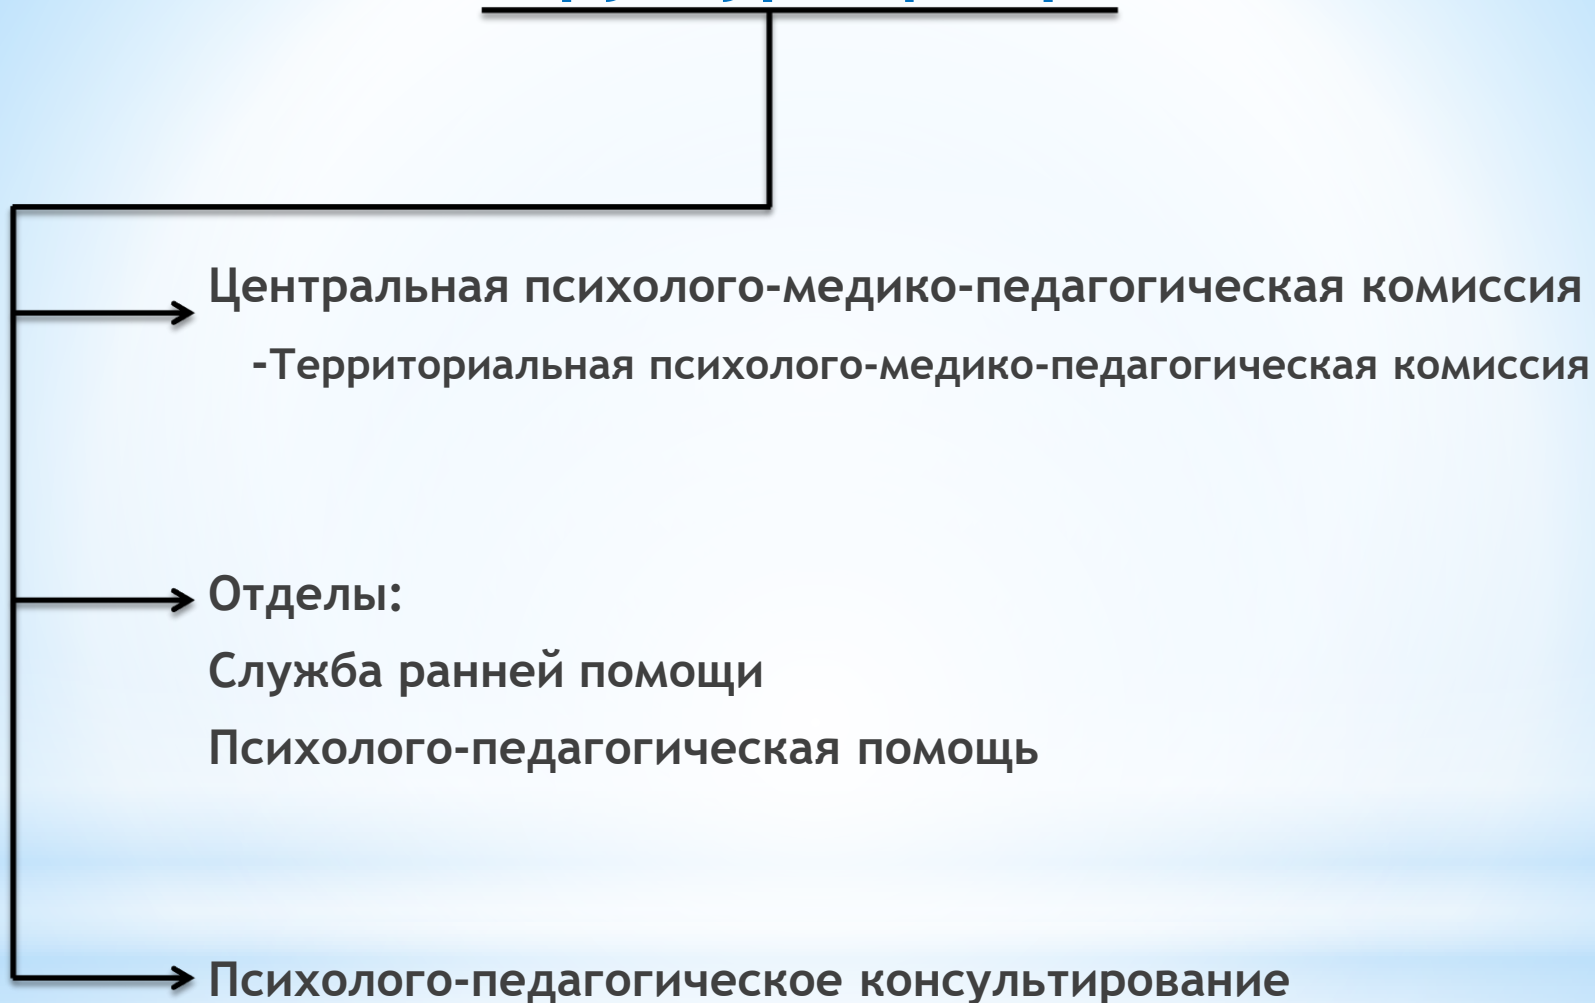 Центральная психолого-медико-педагогическая комиссия
-Территориальная психолого-медико-педагогическая комиссия
Отделы:
Служба ранней помощи
Психолого-педагогическая помощь
Психолого-педагогическое консультирование